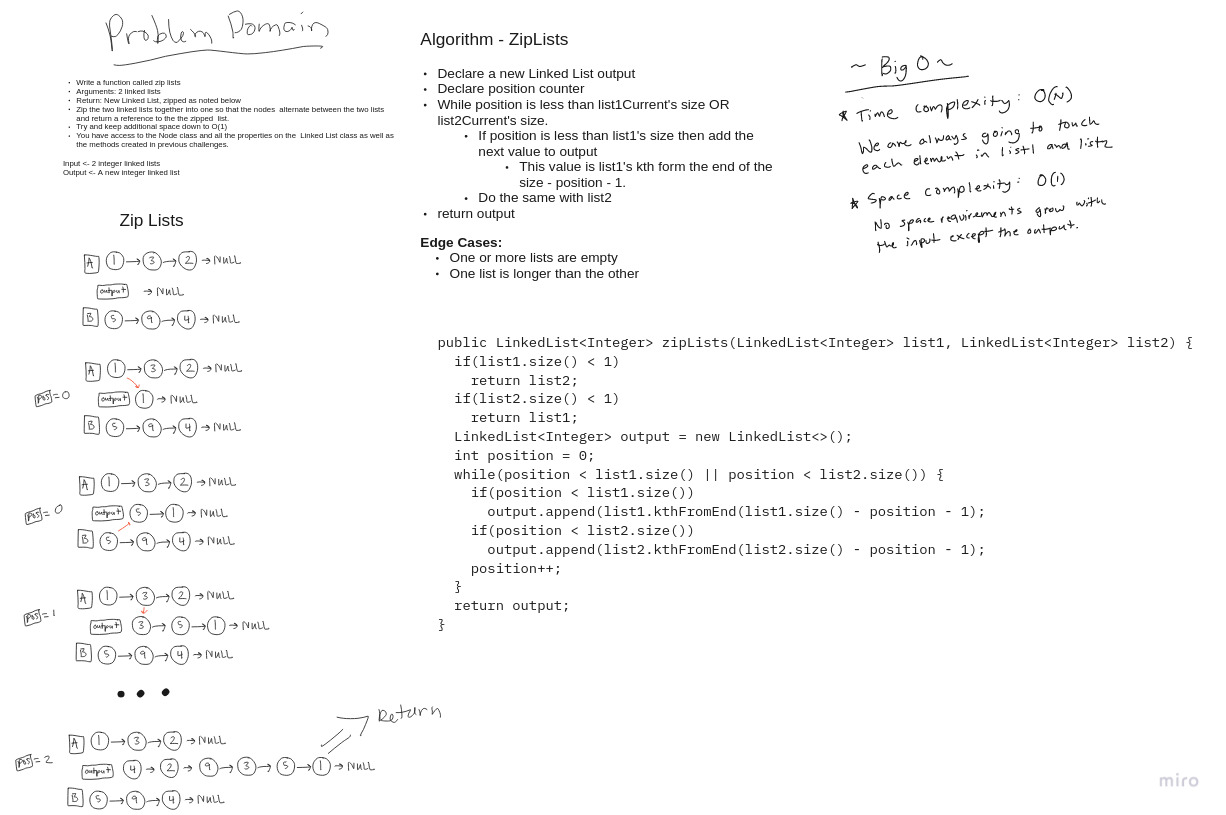 Problem Domain
· Write a function called zip lists
· Arguments: 2 linked lists
· Return: New Linked List, zipped as noted below
· Zip the two linked lists together into one so that the nodes alternate between the two lists
and return a reference to the the zipped list.
· Try and keep additional space down to O(1)
· You have access to the Node class and all the properties on the Linked List class as well as
the methods created in previous challenges.
Input <- 2 integer linked lists
Output <- A new integer linked list
Zip Lists
A 1 → 3 → 2 → NULL
output → NULL
B 5 → 9 → 4 → NULL
A 1 → 3 → 2 → NULL
pos = 0 output 1 → NULL
B 5 → 9 → 4 → NULL
A 1 → 3 → 2 → NULL
pos = 0 output 5 → 1 → NULL
B 5 → 9 → 4 → NULL
A 1 → 3 → 2 → NULL
pos = 1 output 3 → 5 → 1 → NULL
B 5 → 9 → 4 → NULL
• • •
Return
A 1 → 3 → 2 → NULL
pos = 2 output 4 → 2 → 9 → 3 → 5 → 1 → NULL
B 5 → 9 → 4 → NULL
Algorithm - ZipLists
• Declare a new Linked List output
• Declare position counter
• While position is less than list1Current's size OR
list2Current's size.
• If position is less than list1's size then add the
next value to output
• This value is list1's kth form the end of the
size - position - 1.
• Do the same with list2
• return output
Edge Cases:
• One or more lists are empty
• One list is longer than the other
~ Big O ~
* Time complexity: O(N)
We are always going to touch
each element in list1 and list2
* Space complexity: O(1)
No space requirements grow with
the input except the output.
public LinkedList<Integer> zipLists(LinkedList<Integer> list1, LinkedList<Integer> list2) {
if(list1.size() < 1)
return list2;
if(list2.size() < 1)
return list1;
LinkedList<Integer> output = new LinkedList<>();
int position = 0;
while(position < list1.size() || position < list2.size()) {
if(position < list1.size())
output.append(list1.kthFromEnd(list1.size() - position - 1);
if(position < list2.size())
output.append(list2.kthFromEnd(list2.size() - position - 1);
position++;
}
return output;
}
miro